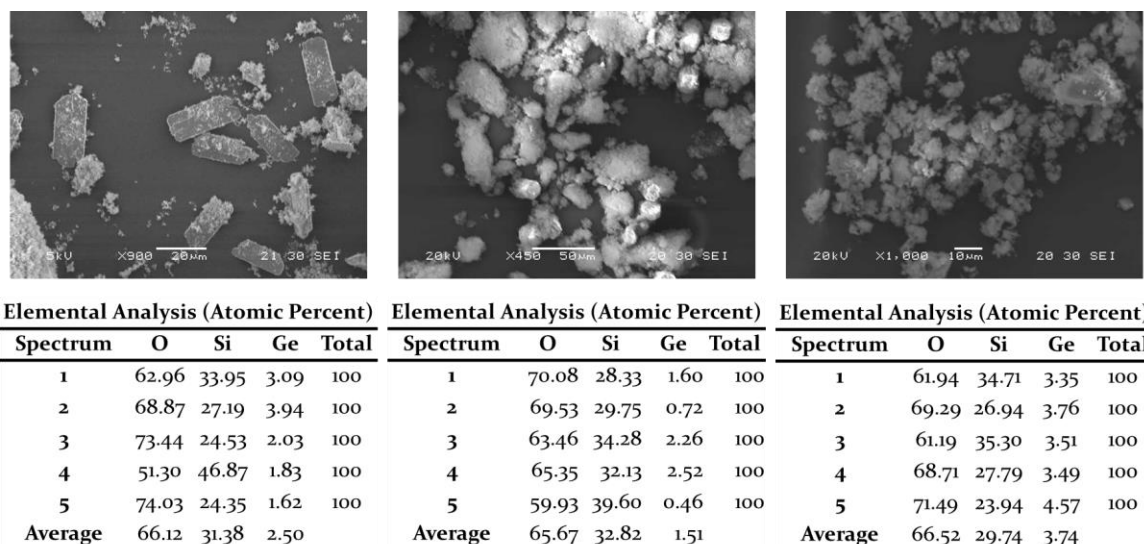 5kV X900 20µm 21 30 SEI
20kV X450 50µm 20 30 SEI
20kV X1,000 10µm 20 30 SEI
Elemental Analysis (Atomic Percent)
Spectrum O Si Ge Total
1 62.96 33.95 3.09 100
2 68.87 27.19 3.94 100
3 73.44 24.53 2.03 100
4 51.30 46.87 1.83 100
5 74.03 24.35 1.62 100
Average 66.12 31.38 2.50
Elemental Analysis (Atomic Percent)
Spectrum O Si Ge Total
1 70.08 28.33 1.60 100
2 69.53 29.75 0.72 100
3 63.46 34.28 2.26 100
4 65.35 32.13 2.52 100
5 59.93 39.60 0.46 100
Average 65.67 32.82 1.51
Elemental Analysis (Atomic Percent)
Spectrum O Si Ge Total
1 61.94 34.71 3.35 100
2 69.29 26.94 3.76 100
3 61.19 35.30 3.51 100
4 68.71 27.79 3.49 100
5 71.49 23.94 4.57 100
Average 66.52 29.74 3.74